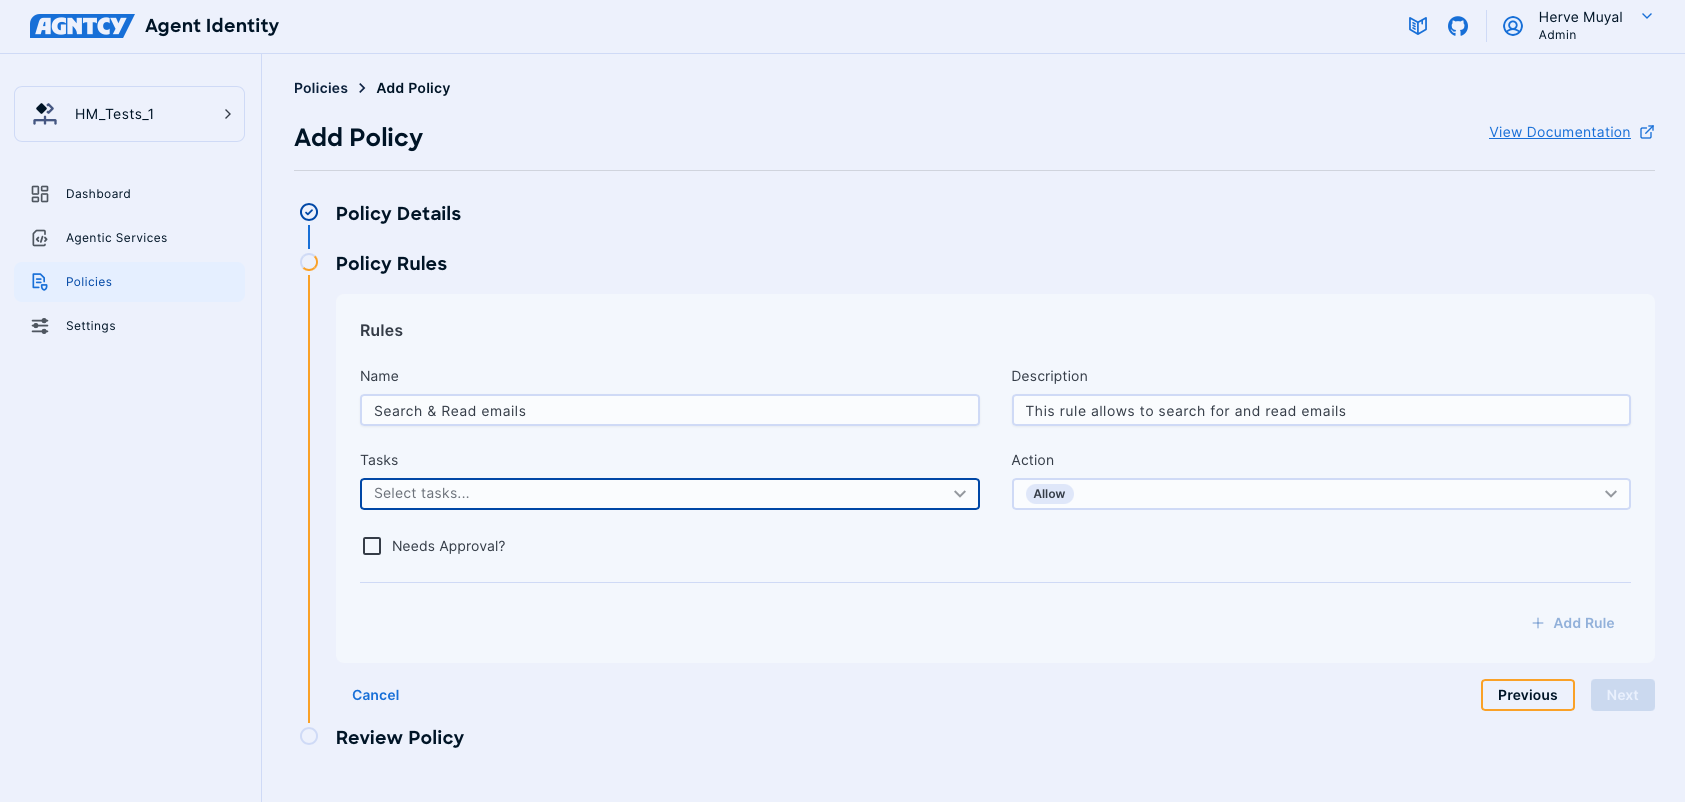 AGNTCY Agent Identity
Herve Muyal
Admin
HM_Tests_1
Dashboard
Agentic Services
Policies
Settings
Policies > Add Policy
Add Policy
View Documentation
Policy Details
Policy Rules
Rules
Name
Description
Search & Read emails
This rule allows to search for and read emails
Tasks
Action
Select tasks...
Allow
Needs Approval?
+ Add Rule
Cancel
Previous
Next
Review Policy